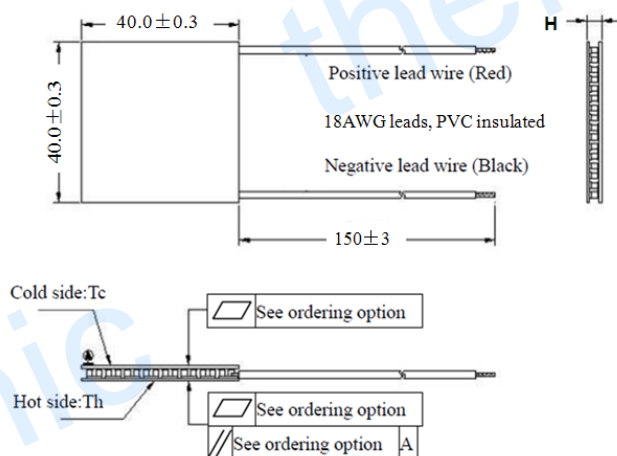 40.0±0.3
H
40.0±0.3
Positive lead wire (Red)
18AWG leads, PVC insulated
Negative lead wire (Black)
150±3
Cold side:Tc
See ordering option
A
Hot side:Th
See ordering option
See ordering option A